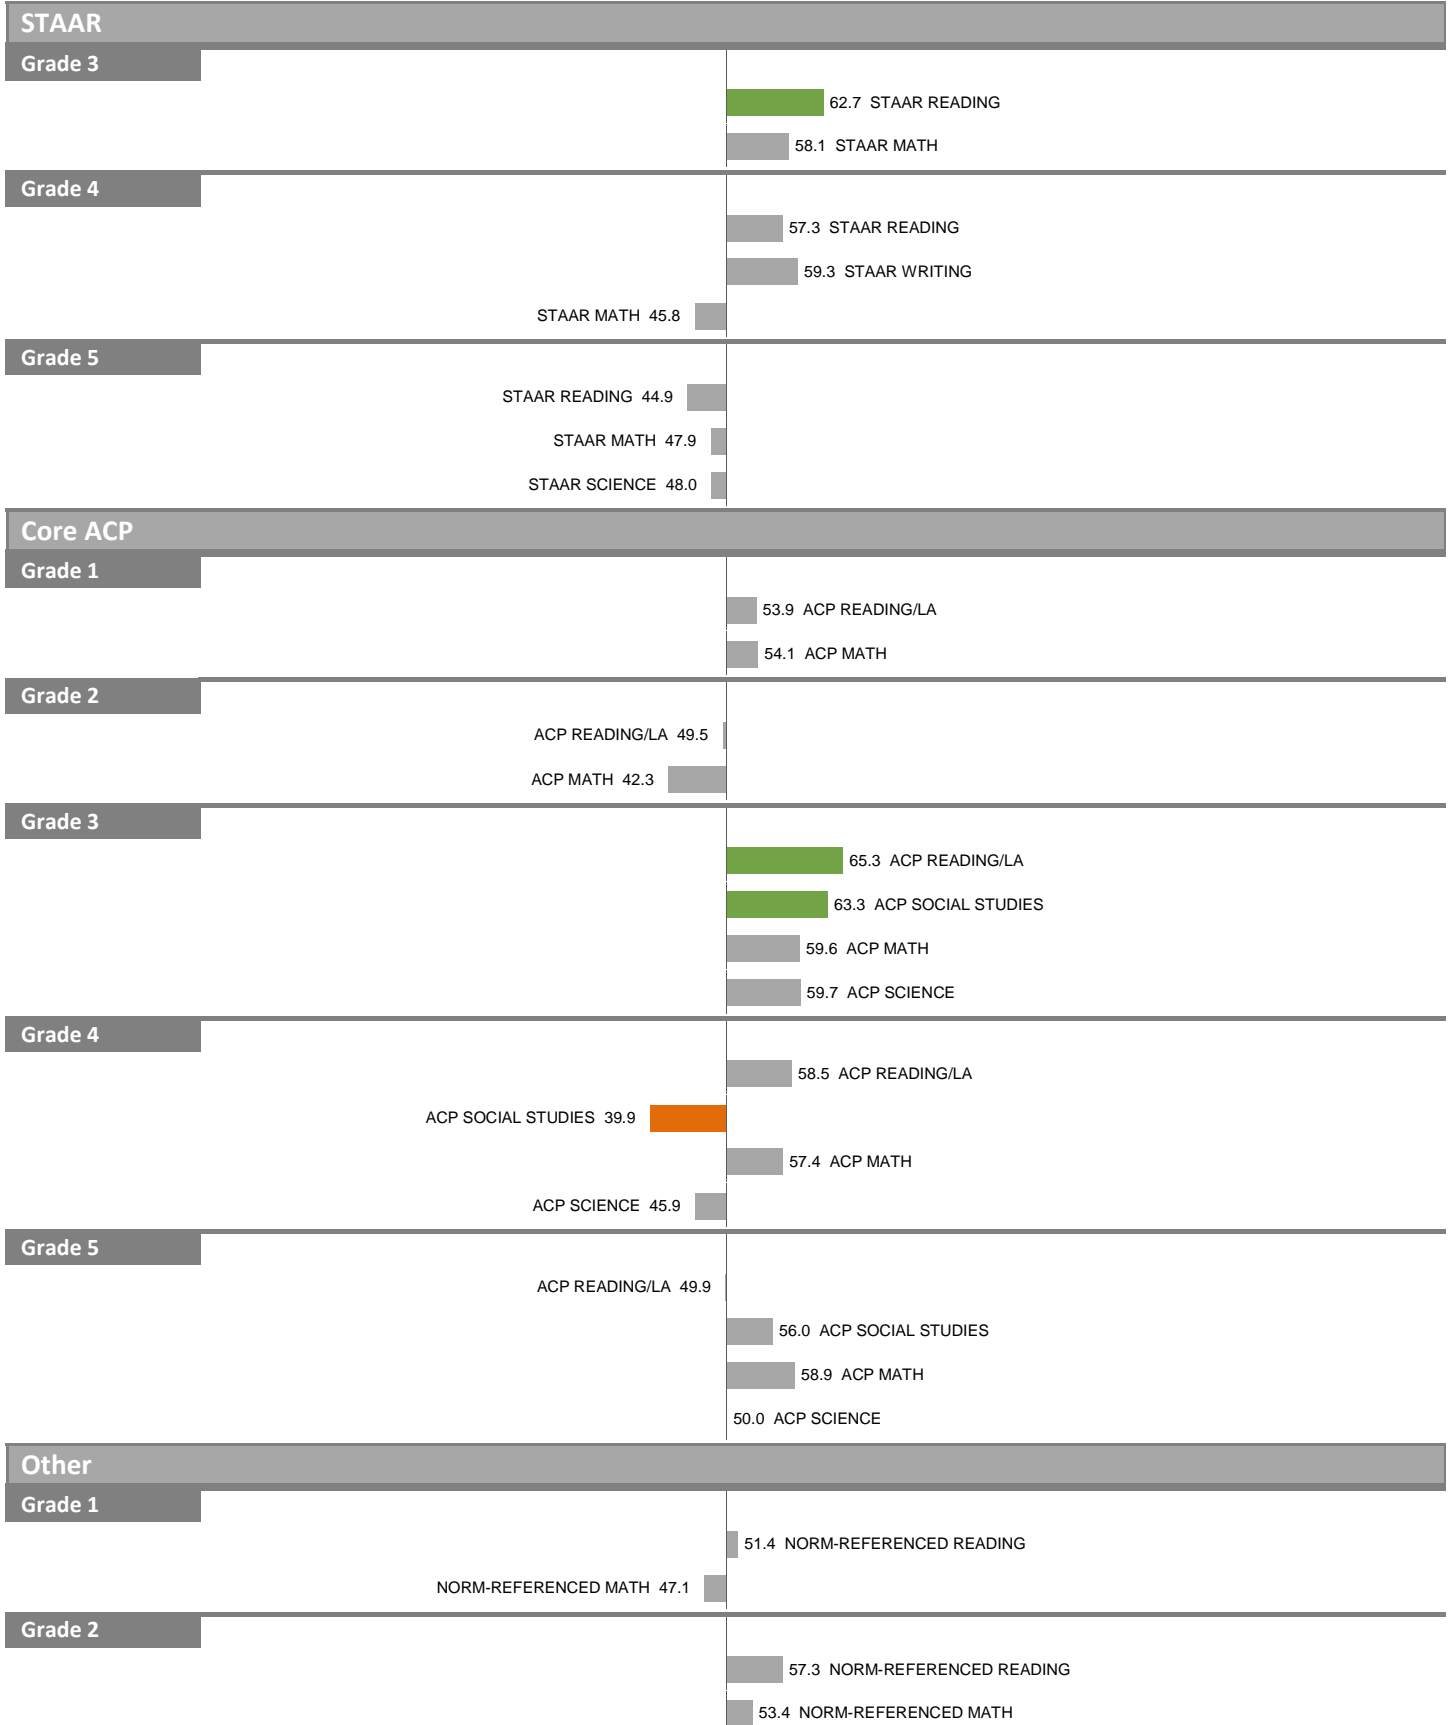 STAAR
Grade 3
62.7 STAAR READING
58.1 STAAR MATH
Grade 4
57.3 STAAR READING
59.3 STAAR WRITING
STAAR MATH 45.8
Grade 5
STAAR READING 44.9
STAAR MATH 47.9
STAAR SCIENCE 48.0
Core ACP
Grade 1
53.9 ACP READING/LA
54.1 ACP MATH
Grade 2
ACP READING/LA 49.5
ACP MATH 42.3
Grade 3
65.3 ACP READING/LA
63.3 ACP SOCIAL STUDIES
59.6 ACP MATH
59.7 ACP SCIENCE
Grade 4
58.5 ACP READING/LA
ACP SOCIAL STUDIES 39.9
57.4 ACP MATH
ACP SCIENCE 45.9
Grade 5
ACP READING/LA 49.9
56.0 ACP SOCIAL STUDIES
58.9 ACP MATH
50.0 ACP SCIENCE
Other
Grade 1
51.4 NORM-REFERENCED READING
NORM-REFERENCED MATH 47.1
Grade 2
57.3 NORM-REFERENCED READING
53.4 NORM-REFERENCED MATH